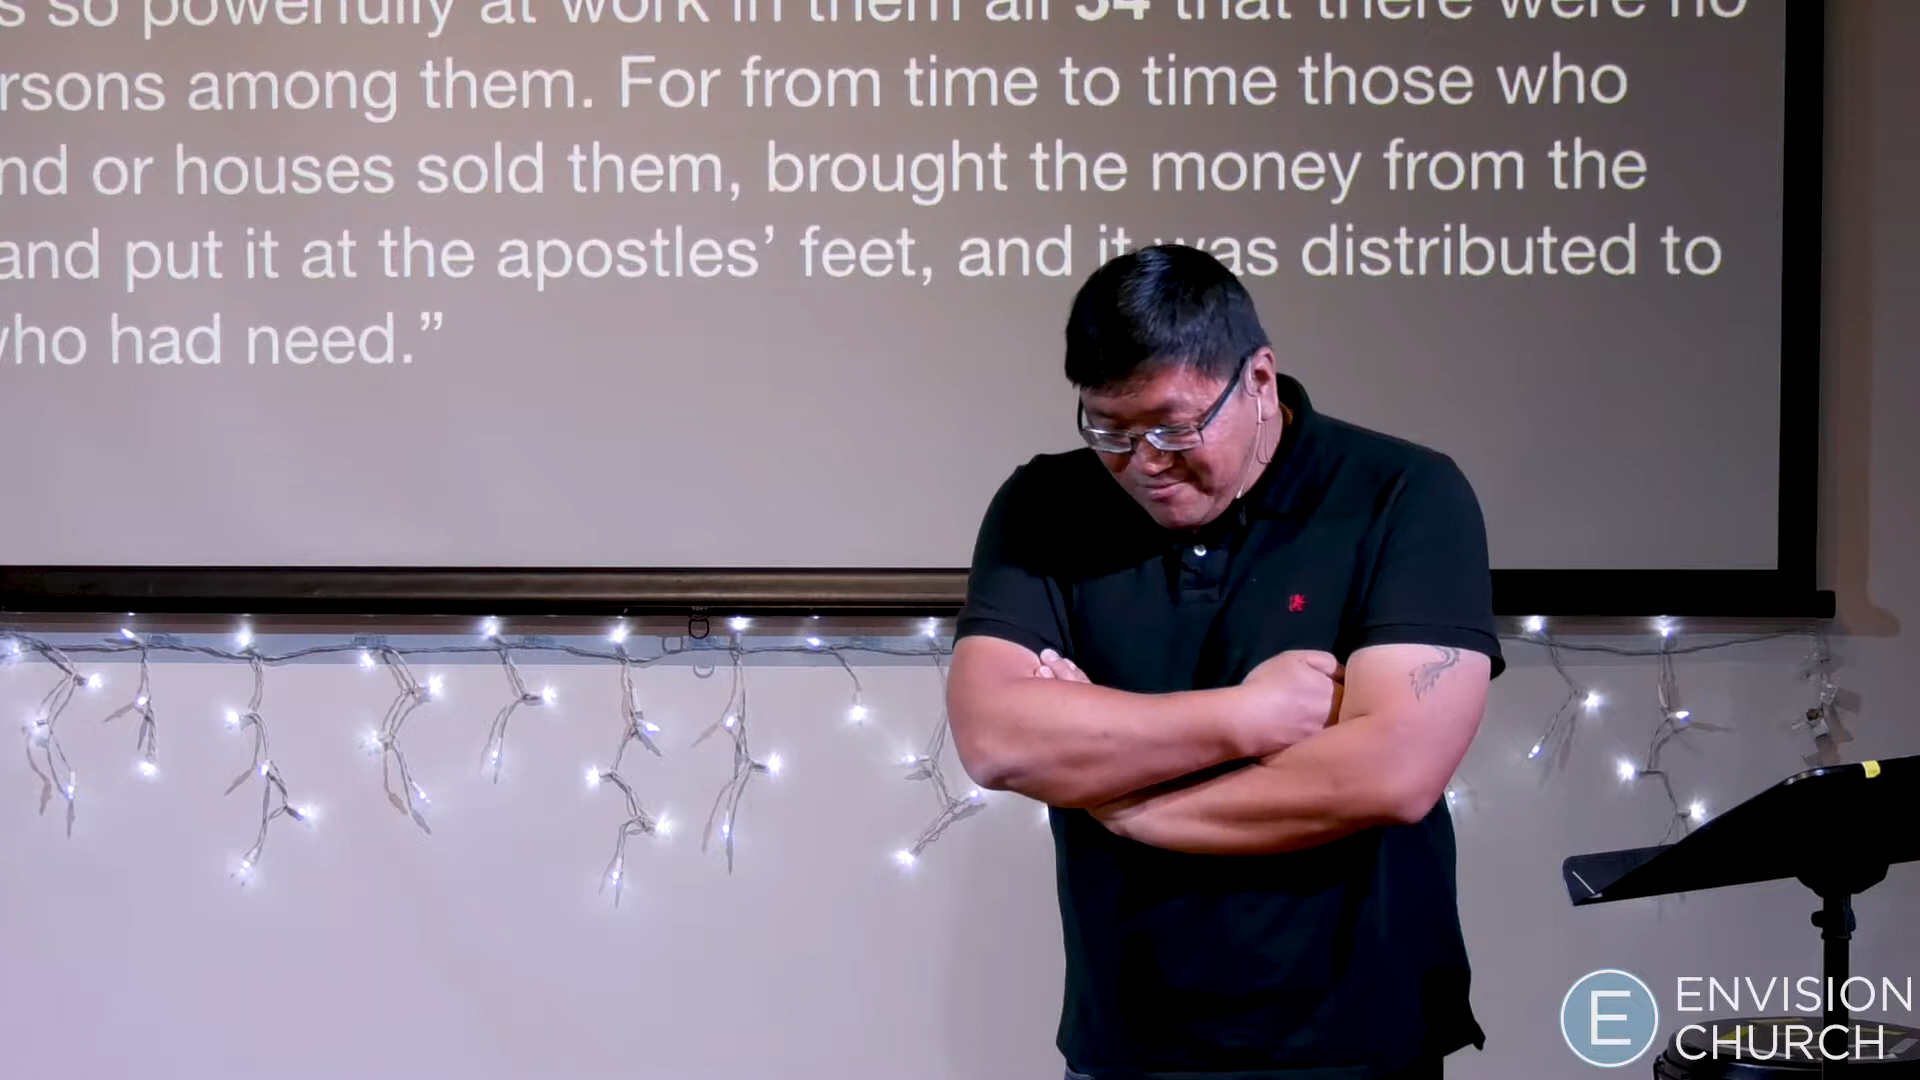 s so powerfully at work in them all 34 that there were no
rsons among them. For from time to time those who
nd or houses sold them, brought the money from the
and put it at the apostles’ feet, and it was distributed to
who had need.”
E ENVISION
CHURCH